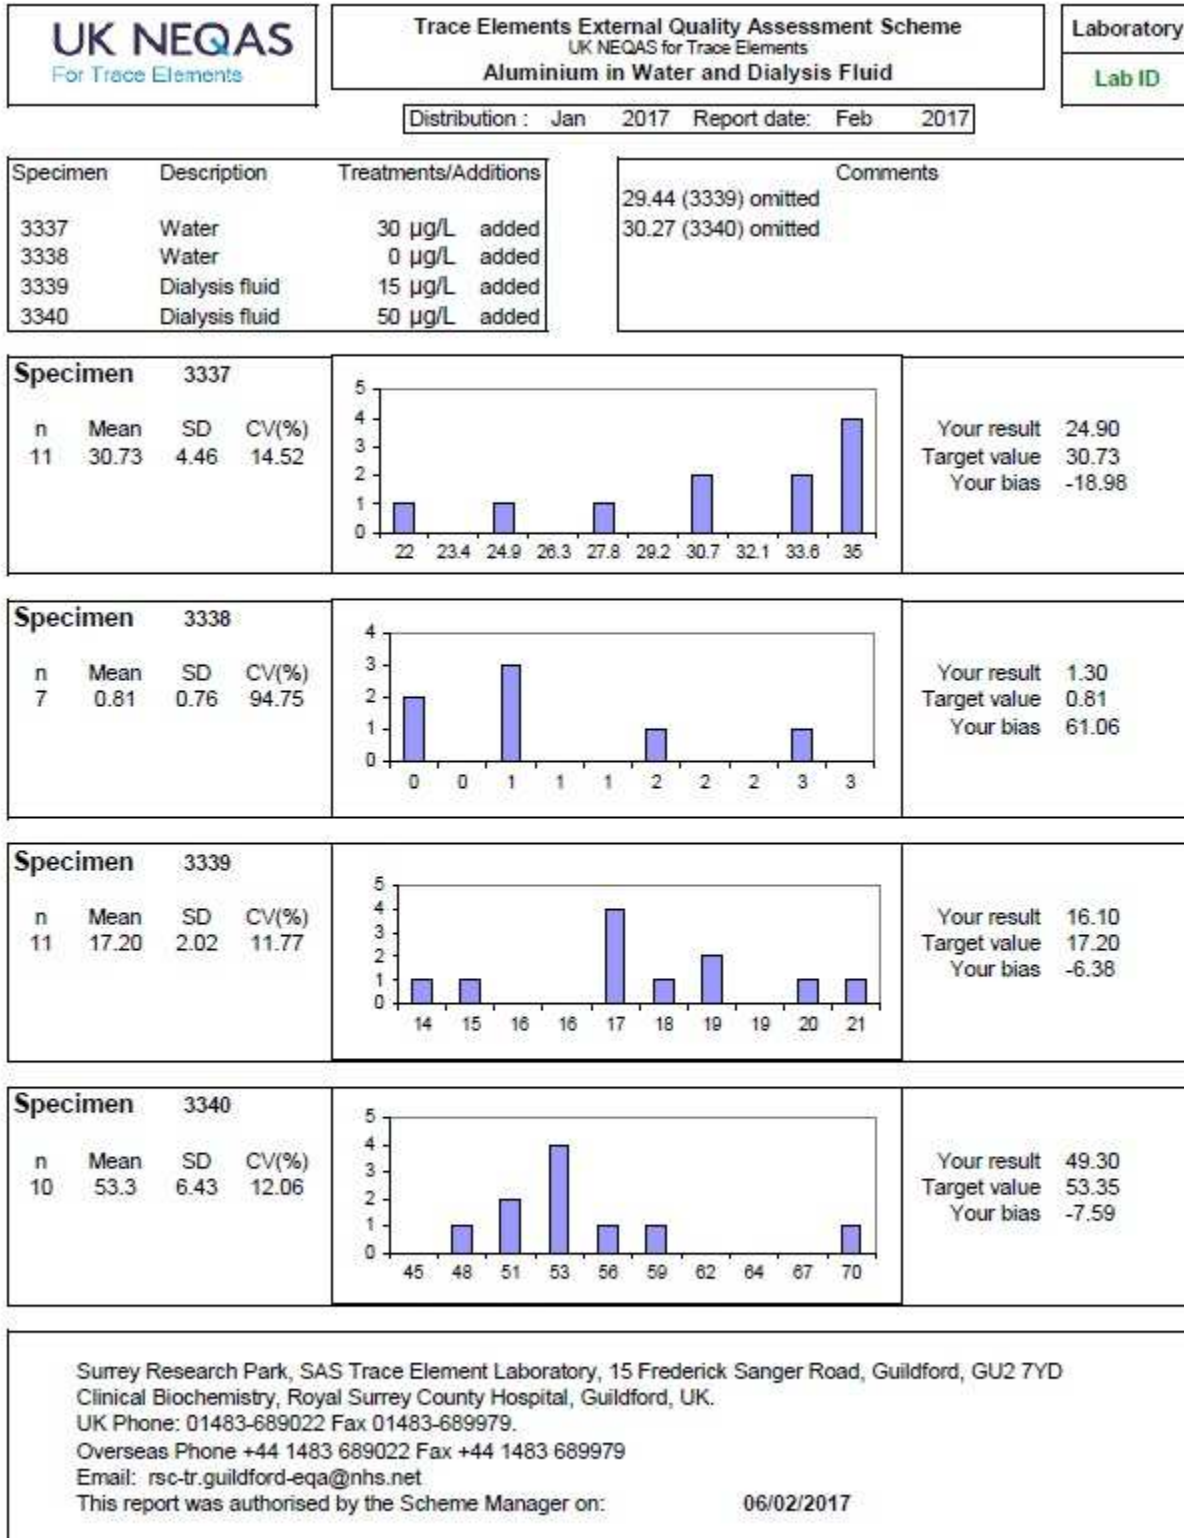 UK NEQAS
For Trace Elements
Trace Elements External Quality Assessment Scheme
UK NEQAS for Trace Elements
Aluminium in Water and Dialysis Fluid
Laboratory
Lab ID
Distribution : Jan 2017 Report date: Feb 2017
Specimen Description Treatments/Additions
3337 Water 30 µg/L added
3338 Water 0 µg/L added
3339 Dialysis fluid 15 µg/L added
3340 Dialysis fluid 50 µg/L added
Comments
29.44 (3339) omitted
30.27 (3340) omitted
Specimen 3337
n Mean SD CV(%)
11 30.73 4.46 14.52
5
4
3
2
1
0
22 23.4 24.9 26.3 27.8 29.2 30.7 32.1 33.6 35
Your result 24.90
Target value 30.73
Your bias -18.98
Specimen 3338
n Mean SD CV(%)
7 0.81 0.76 94.75
4
3
2
1
0
0 0 1 1 1 2 2 2 3 3
Your result 1.30
Target value 0.81
Your bias 61.06
Specimen 3339
n Mean SD CV(%)
11 17.20 2.02 11.77
5
4
3
2
1
0
14 15 16 16 17 18 19 19 20 21
Your result 16.10
Target value 17.20
Your bias -6.38
Specimen 3340
n Mean SD CV(%)
10 53.3 6.43 12.06
5
4
3
2
1
0
45 48 51 53 56 59 62 64 67 70
Your result 49.30
Target value 53.35
Your bias -7.59
Surrey Research Park, SAS Trace Element Laboratory, 15 Frederick Sanger Road, Guildford, GU2 7YD
Clinical Biochemistry, Royal Surrey County Hospital, Guildford, UK.
UK Phone: 01483-689022 Fax 01483-689979.
Overseas Phone +44 1483 689022 Fax +44 1483 689979
Email: rsc-tr.guildford-eqa@nhs.net
This report was authorised by the Scheme Manager on: 06/02/2017